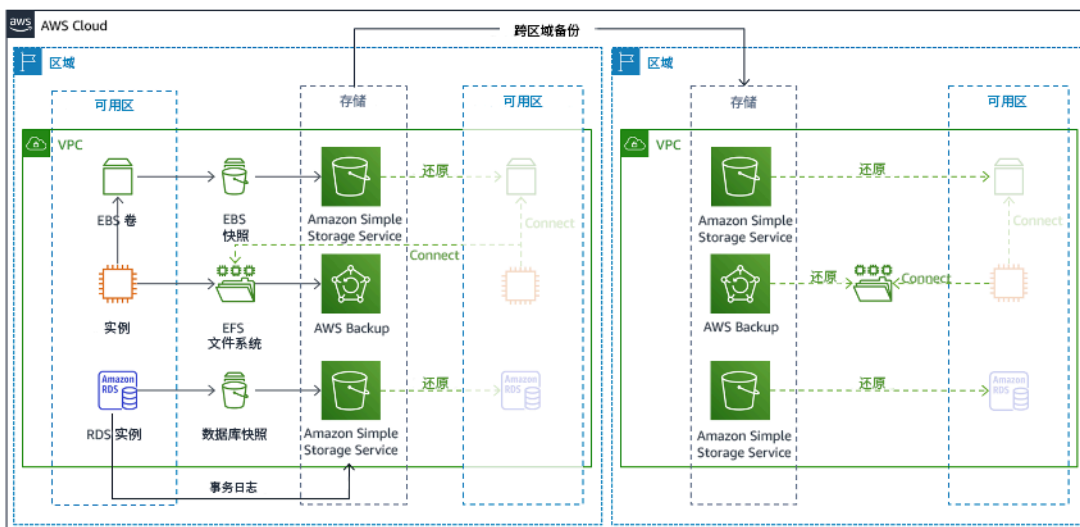 aws
AWS Cloud
跨区域备份
区域
可用区
存储
可用区
VPC
EBS 卷
EBS
快照
Amazon Simple
Storage Service
还原
Connect
Connect
实例
EFS
文件系统
AWS Backup
Amazon
RDS
RDS 实例
数据库快照
Amazon Simple
Storage Service
还原
Amazon
RDS
事务日志
区域
存储
可用区
VPC
Amazon Simple
Storage Service
还原
Connect
AWS Backup
还原
Connect
Amazon Simple
Storage Service
还原
Amazon
RDS